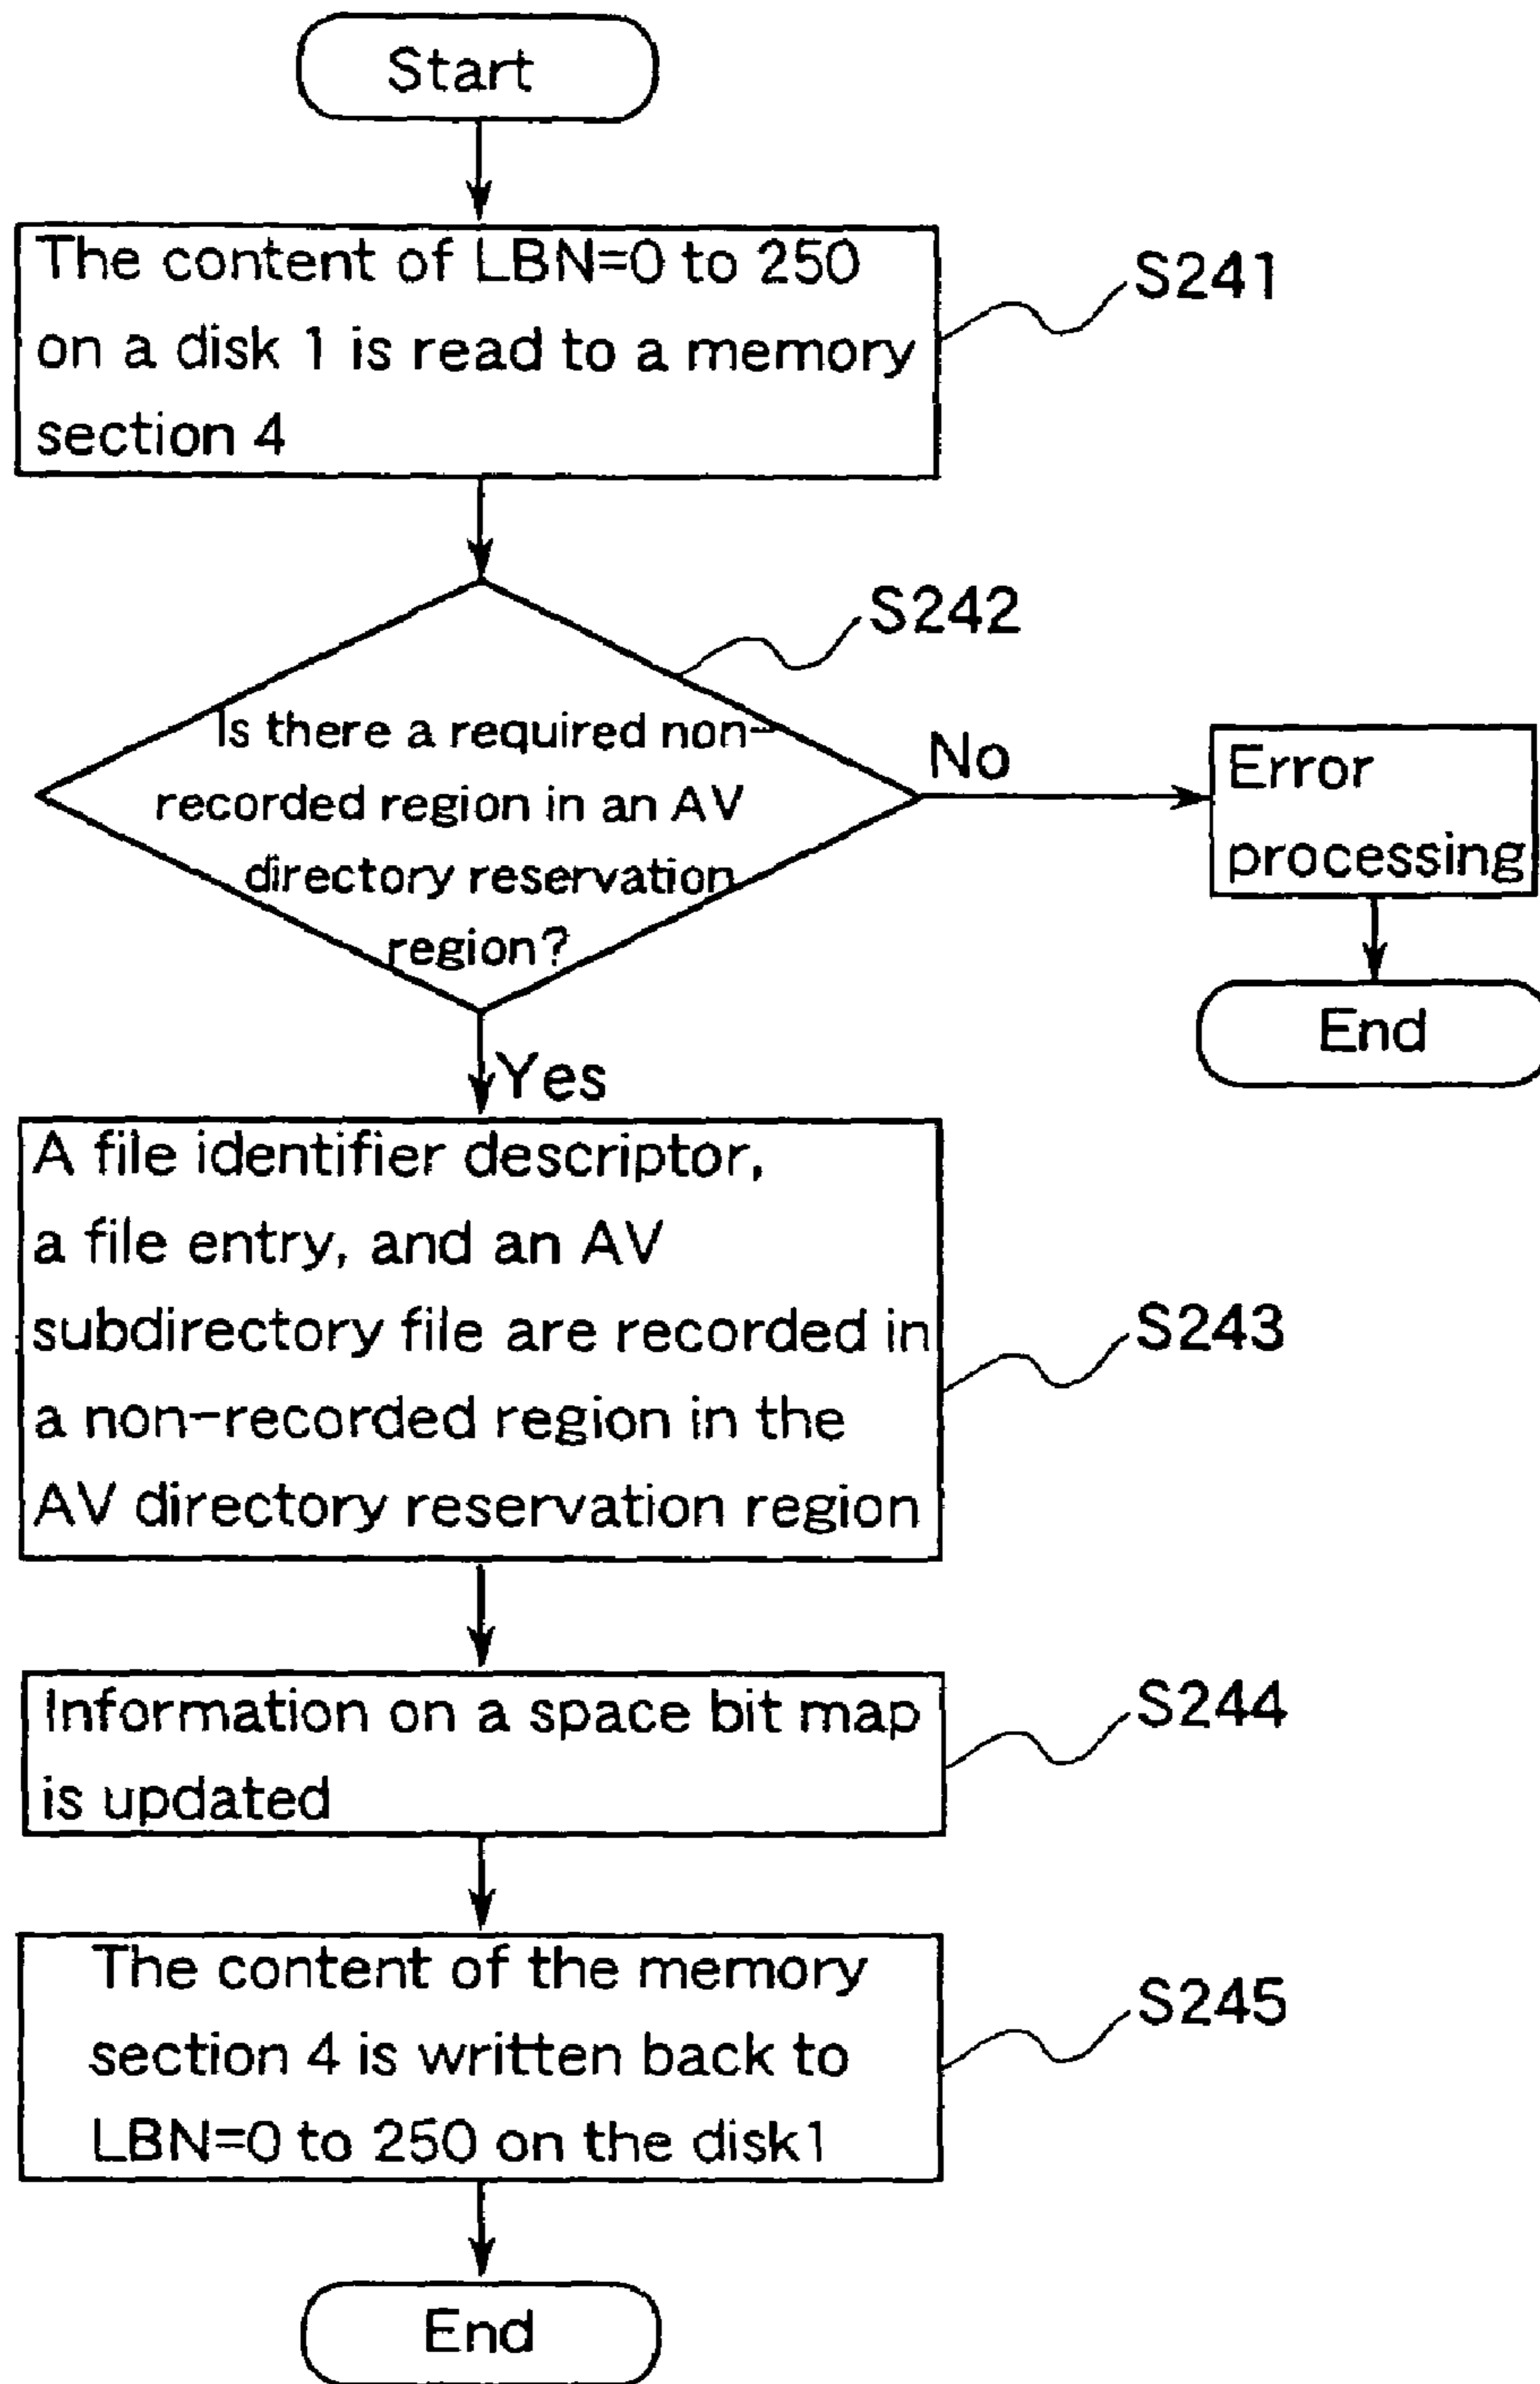 Start
The content of LBN=0 to 250
on a disk 1 is read to a memory
section 4
S241
S242
Is there a required non-
recorded region in an AV
directory reservation
region?
No
Error
processing
End
Yes
A file identifier descriptor,
a file entry, and an AV
subdirectory file are recorded in
a non-recorded region in the
AV directory reservation region
S243
Information on a space bit map
is updated
S244
The content of the memory
section 4 is written back to
LBN=0 to 250 on the disk1
S245
End